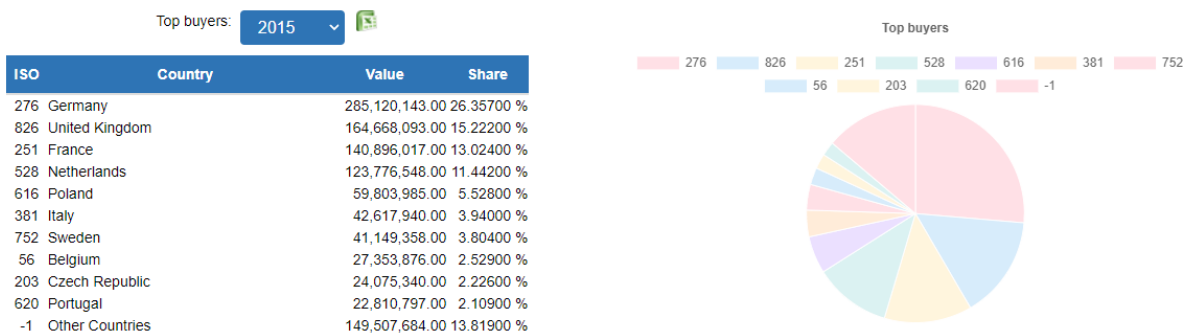 Top buyers: 2015
ISO Country Value Share
276 Germany 285,120,143.00 26.35700 %
826 United Kingdom 164,668,093.00 15.22200 %
251 France 140,896,017.00 13.02400 %
528 Netherlands 123,776,548.00 11.44200 %
616 Poland 59,803,985.00 5.52800 %
381 Italy 42,617,940.00 3.94000 %
752 Sweden 41,149,358.00 3.80400 %
56 Belgium 27,353,876.00 2.52900 %
203 Czech Republic 24,075,340.00 2.22600 %
620 Portugal 22,810,797.00 2.10900 %
-1 Other Countries 149,507,684.00 13.81900 %
Top buyers
276 826 251 528 616 381 752
56 203 620 -1